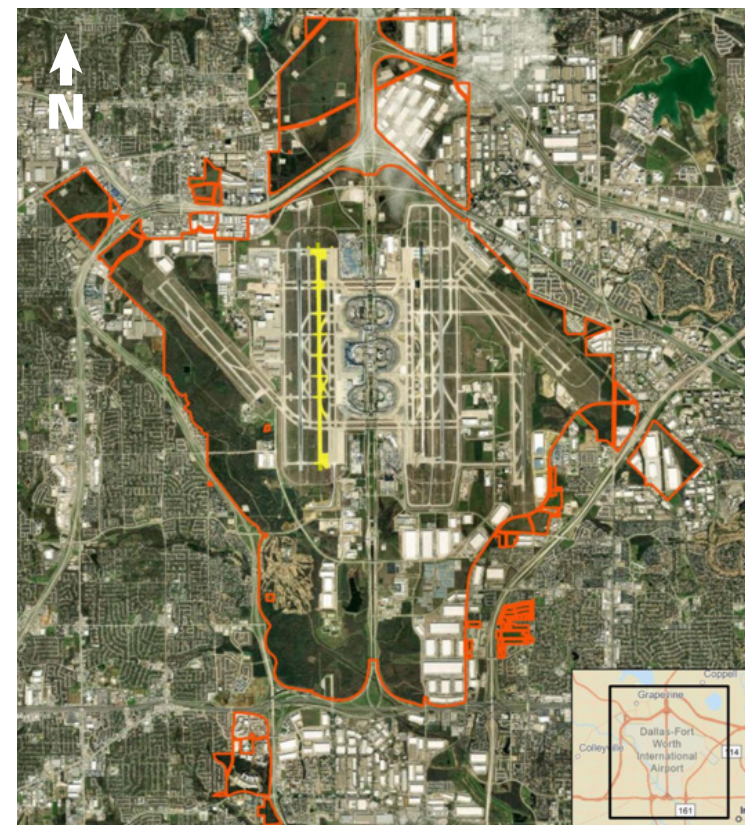 N
Coppell
Grapevine
Dallas-Fort
Worth
International
Airport
Colleyville
114
161